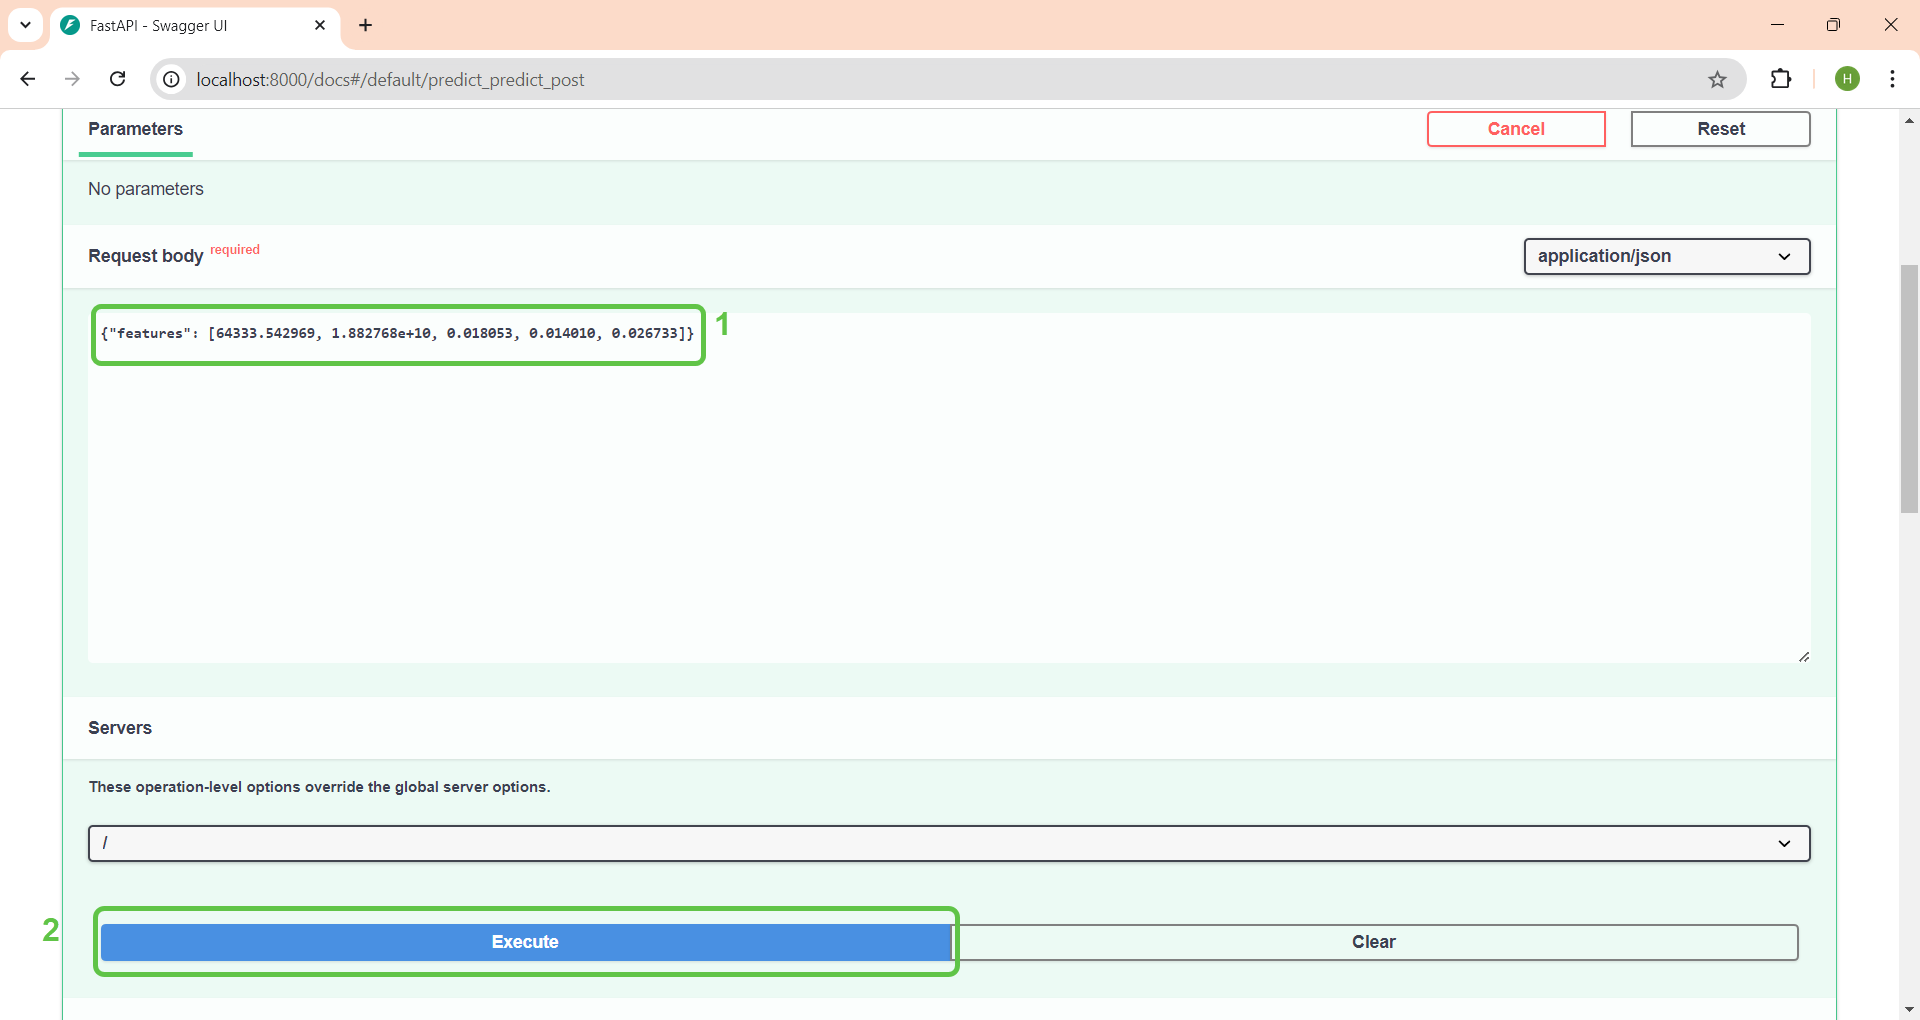 FastAPI - Swagger UI
localhost:8000/docs#/default/predict_predict_post
H
Parameters
Cancel
Reset
No parameters
Request body required
application/json
{"features": [64333.542969, 1.882768e+10, 0.018053, 0.014010, 0.026733]}
1
Servers
These operation-level options override the global server options.
/
2
Execute
Clear